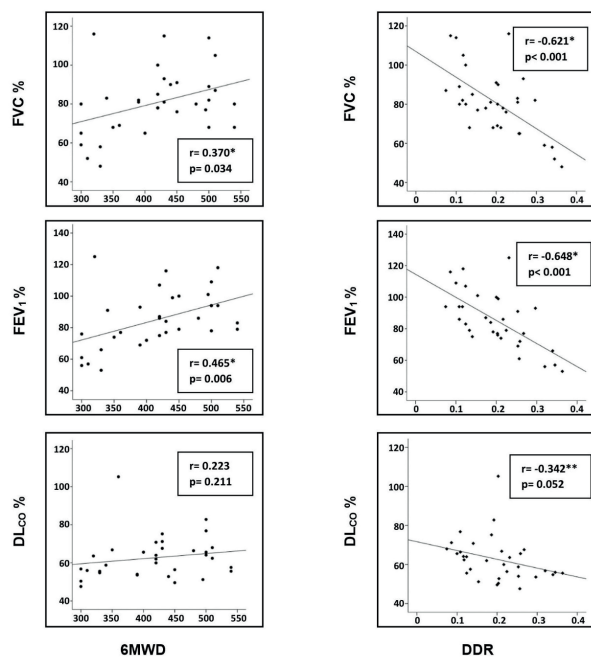 FVC %
120
100
80
60
40
r= 0.370*
p= 0.034
300 350 400 450 500 550
FVC %
120
100
80
60
40
r= -0.621*
p< 0.001
0 0.1 0.2 0.3 0.4
FEV₁ %
140
120
100
80
60
40
r= 0.465*
p= 0.006
300 350 400 450 500 550
FEV₁ %
140
120
100
80
60
40
r= -0.648*
p< 0.001
0 0.1 0.2 0.3 0.4
DL_CO %
120
100
80
60
40
r= 0.223
p= 0.211
300 350 400 450 500 550
DL_CO %
120
100
80
60
40
r= -0.342**
p= 0.052
0 0.1 0.2 0.3 0.4
6MWD
DDR